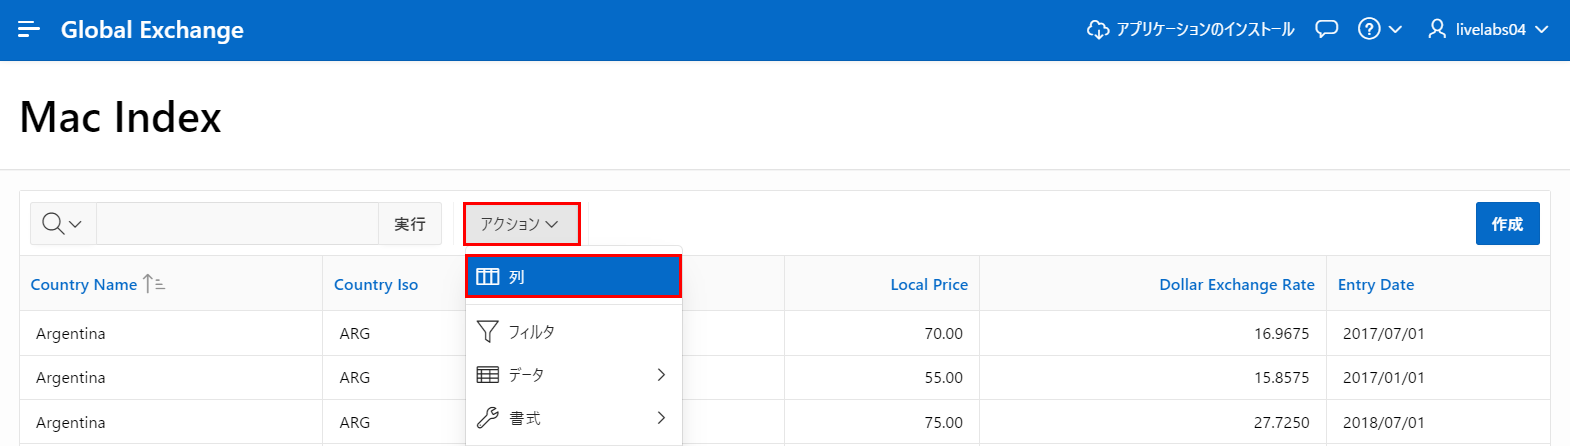 Global Exchange アプリケーションのインストール livelabs04
Mac Index
実行 アクション 作成
列
Country Name Country Iso Local Price Dollar Exchange Rate Entry Date
フィルタ
Argentina ARG 70.00 16.9675 2017/07/01
データ
Argentina ARG 55.00 15.8575 2017/01/01
書式
Argentina ARG 75.00 27.7250 2018/07/01